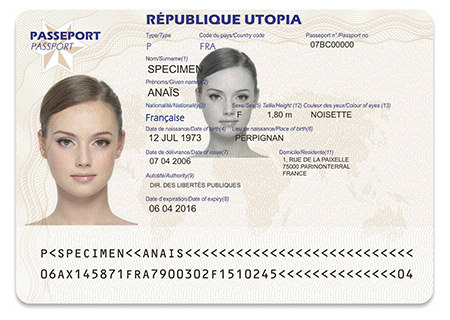 RÉPUBLIQUE UTOPIA
PASSEPORT
PASSPORT
Type/Type Code du pays/Country code Passeport n°/Passport no
P FRA 07BC00000
Nom/Surname(1)
SPECIMEN
Prénoms/Given name(2)
ANAÏS
Nationalité/Nationality(3) Sexe/Sex(5) Taille/Height (12) Couleur des yeux/Colour of eyes (13)
Française F 1,80 m NOISETTE
Date de naissance/Date of birth(4) Lieu de naissance/Place of birth(6)
12 JUL 1973 PERPIGNAN
Date de délivrance/Date of issue(7) Domicile/Residence(11)
07 04 2006 1, RUE DE LA PAIXELLE
75000 PARINONTERRAL
FRANCE
Autorité/Authority(9)
DIR. DES LIBERTÉS PUBLIQUES
Date d'expiration/Date of expiry(8)
06 04 2016
P<SPECIMEN<<ANAIS<<<<<<<<<<<<<<<<<<<<<<<<<<<
06AX145871FRA7900302F1510245<<<<<<<<<<<<<04